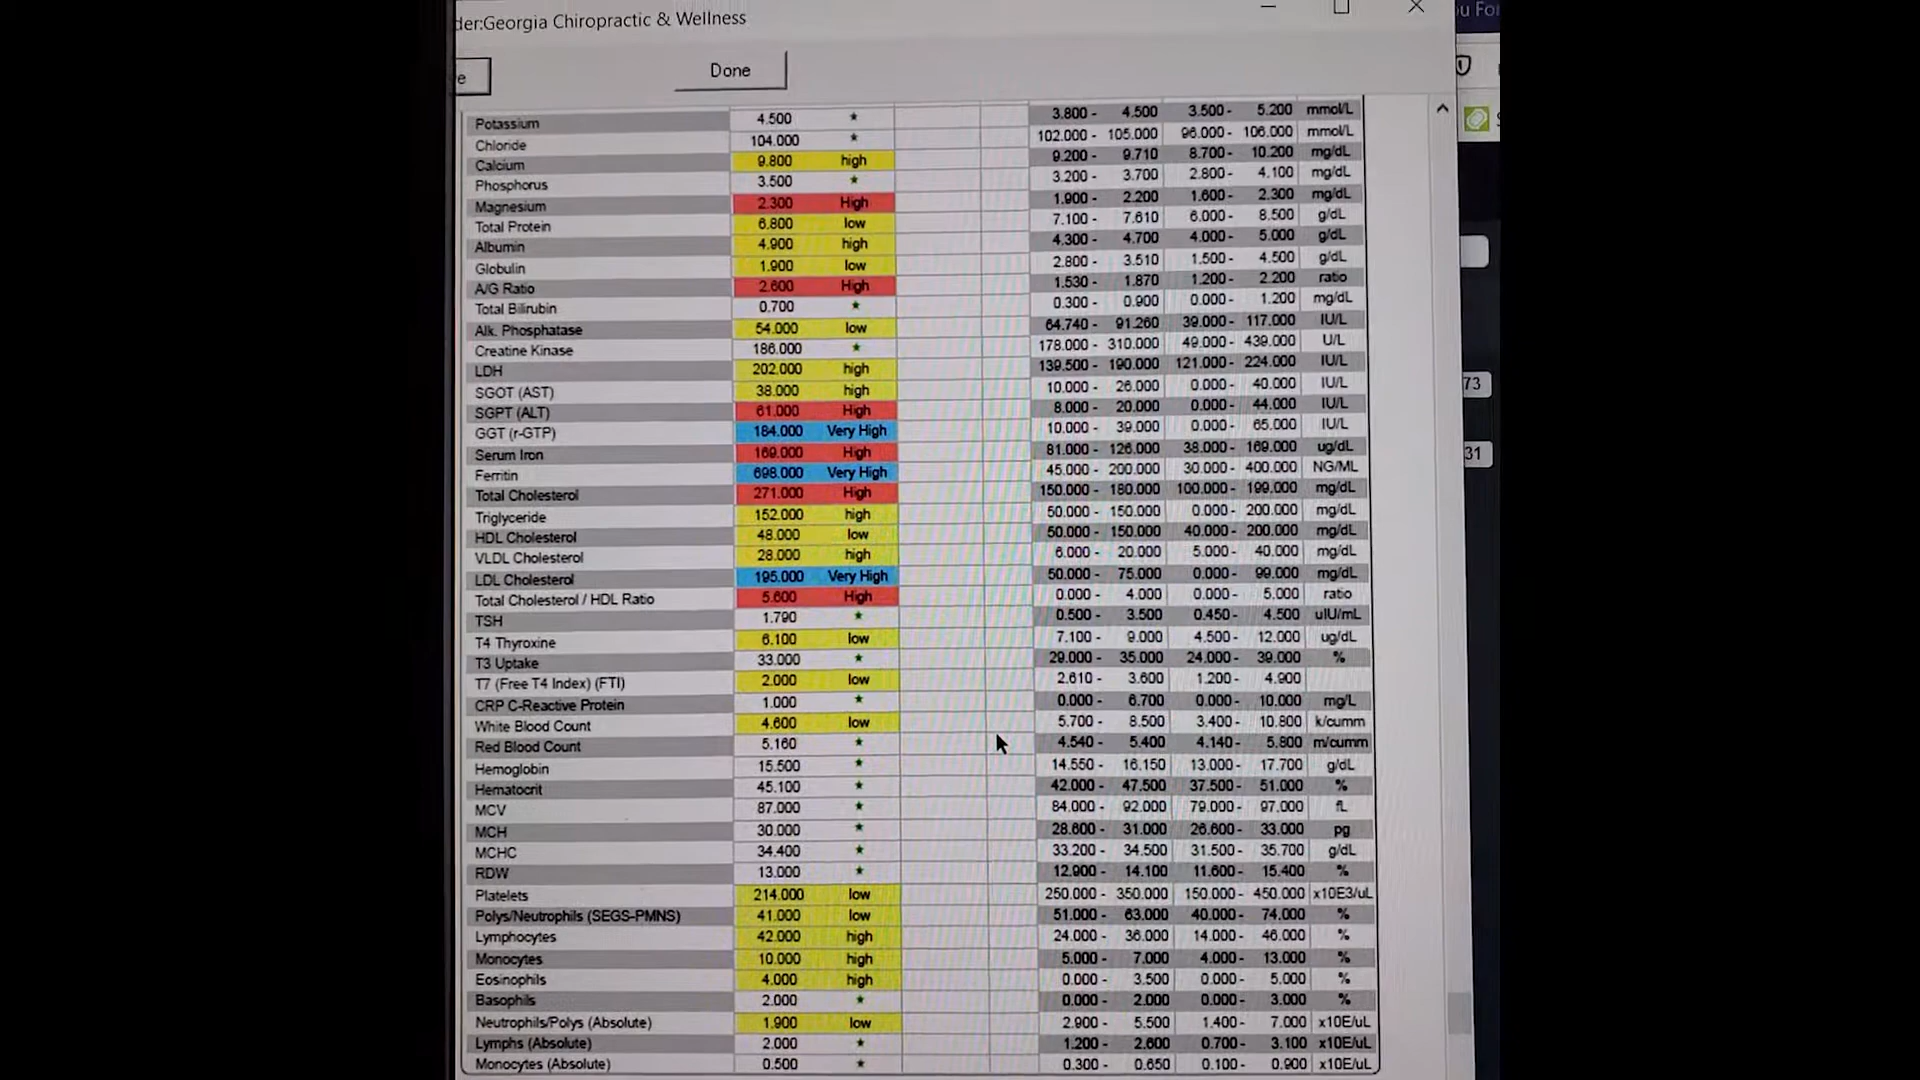 der:Georgia Chiropractic & Wellness
e
Done
Potassium 4.500 * 3.800 - 4.500 3.500 - 5.200 mmol/L
Chloride 104.000 * 102.000 - 105.000 96.000 - 106.000 mmol/L
Calcium 9.800 high 9.200 - 9.710 8.700 - 10.200 mg/dL
Phosphorus 3.500 * 3.200 - 3.700 2.800 - 4.100 mg/dL
Magnesium 2.300 High 1.900 - 2.200 1.600 - 2.300 mg/dL
Total Protein 6.800 low 7.100 - 7.610 6.000 - 8.500 g/dL
Albumin 4.900 high 4.300 - 4.700 4.000 - 5.000 g/dL
Globulin 1.900 low 2.800 - 3.510 1.500 - 4.500 g/dL
A/G Ratio 2.600 High 1.530 - 1.870 1.200 - 2.200 ratio
Total Bilirubin 0.700 * 0.300 - 0.900 0.000 - 1.200 mg/dL
Alk. Phosphatase 54.000 low 64.740 - 91.260 39.000 - 117.000 IU/L
Creatine Kinase 186.000 * 178.000 - 310.000 49.000 - 439.000 U/L
LDH 202.000 high 139.500 - 190.000 121.000 - 224.000 IU/L
SGOT (AST) 38.000 high 10.000 - 26.000 0.000 - 40.000 IU/L
SGPT (ALT) 61.000 High 8.000 - 20.000 0.000 - 44.000 IU/L
GGT (r-GTP) 184.000 Very High 10.000 - 39.000 0.000 - 65.000 IU/L
Serum Iron 169.000 High 81.000 - 126.000 38.000 - 169.000 ug/dL
Ferritin 698.000 Very High 45.000 - 200.000 30.000 - 400.000 NG/ML
Total Cholesterol 271.000 High 150.000 - 180.000 100.000 - 199.000 mg/dL
Triglyceride 152.000 high 50.000 - 150.000 0.000 - 200.000 mg/dL
HDL Cholesterol 48.000 low 50.000 - 150.000 40.000 - 200.000 mg/dL
VLDL Cholesterol 28.000 high 6.000 - 20.000 5.000 - 40.000 mg/dL
LDL Cholesterol 195.000 Very High 50.000 - 75.000 0.000 - 99.000 mg/dL
Total Cholesterol / HDL Ratio 5.600 High 0.000 - 4.000 0.000 - 5.000 ratio
TSH 1.790 * 0.500 - 3.500 0.450 - 4.500 uIU/mL
T4 Thyroxine 6.100 low 7.100 - 9.000 4.500 - 12.000 ug/dL
T3 Uptake 33.000 * 29.000 - 35.000 24.000 - 39.000 %
T7 (Free T4 Index) (FTI) 2.000 low 2.610 - 3.600 1.200 - 4.900
CRP C-Reactive Protein 1.000 * 0.000 - 6.700 0.000 - 10.000 mg/L
White Blood Count 4.600 low 5.700 - 8.500 3.400 - 10.800 k/cumm
Red Blood Count 5.160 * 4.540 - 5.400 4.140 - 5.800 m/cumm
Hemoglobin 15.500 * 14.550 - 16.150 13.000 - 17.700 g/dL
Hematocrit 45.100 * 42.000 - 47.500 37.500 - 51.000 %
MCV 87.000 * 84.000 - 92.000 79.000 - 97.000 fL
MCH 30.000 * 28.600 - 31.000 26.600 - 33.000 pg
MCHC 34.400 * 33.200 - 34.500 31.500 - 35.700 g/dL
RDW 13.000 * 12.900 - 14.100 11.600 - 15.400 %
Platelets 214.000 low 250.000 - 350.000 150.000 - 450.000 x10E3/uL
Polys/Neutrophils (SEGS-PMNS) 41.000 low 51.000 - 63.000 40.000 - 74.000 %
Lymphocytes 42.000 high 24.000 - 36.000 14.000 - 46.000 %
Monocytes 10.000 high 5.000 - 7.000 4.000 - 13.000 %
Eosinophils 4.000 high 0.000 - 3.500 0.000 - 5.000 %
Basophils 2.000 * 0.000 - 2.000 0.000 - 3.000 %
Neutrophils/Polys (Absolute) 1.900 low 2.900 - 5.500 1.400 - 7.000 x10E/uL
Lymphs (Absolute) 2.000 * 1.200 - 2.600 0.700 - 3.100 x10E/uL
Monocytes (Absolute) 0.500 * 0.300 - 0.650 0.100 - 0.900 x10E/uL
u For
73
31